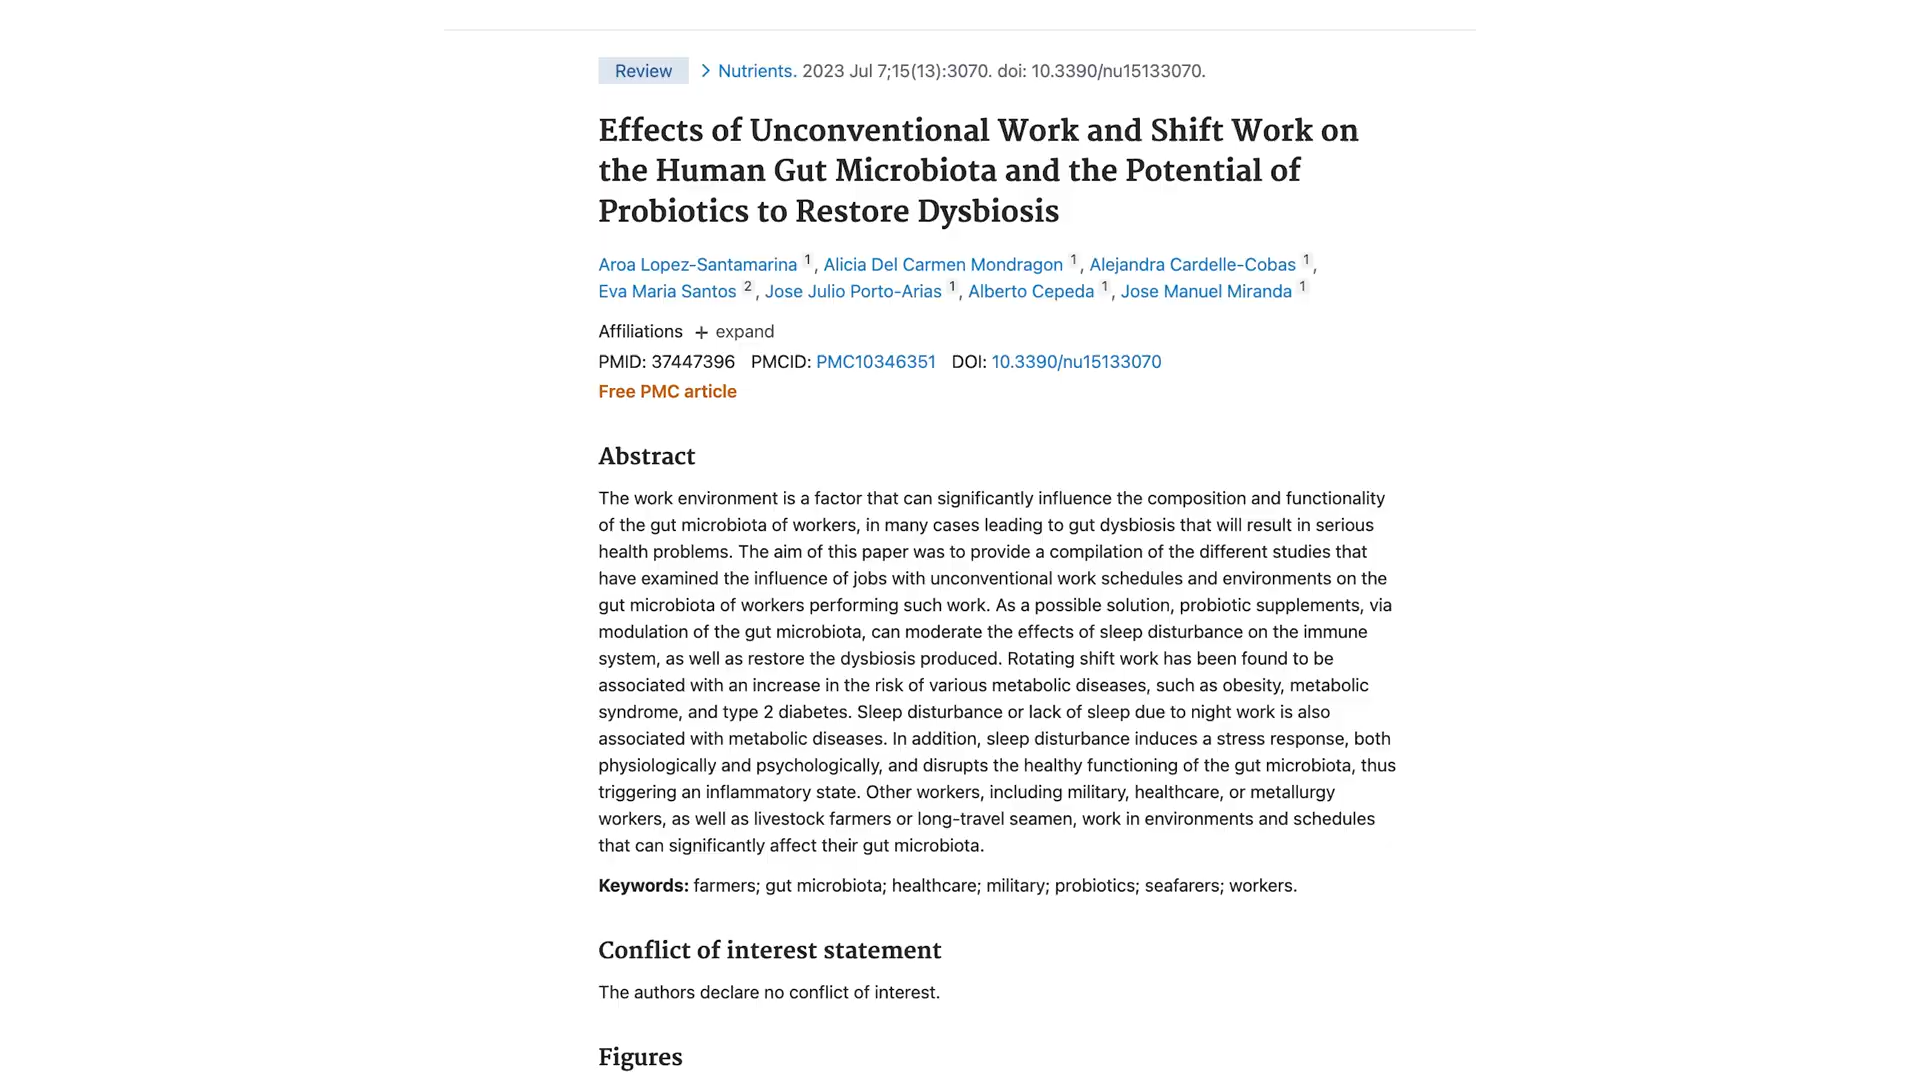 Review > Nutrients. 2023 Jul 7;15(13):3070. doi: 10.3390/nu15133070.
Effects of Unconventional Work and Shift Work on
the Human Gut Microbiota and the Potential of
Probiotics to Restore Dysbiosis
Aroa Lopez-Santamarina 1, Alicia Del Carmen Mondragon 1, Alejandra Cardelle-Cobas 1,
Eva Maria Santos 2, Jose Julio Porto-Arias 1, Alberto Cepeda 1, Jose Manuel Miranda 1
Affiliations + expand
PMID: 37447396 PMCID: PMC10346351 DOI: 10.3390/nu15133070
Free PMC article
Abstract
The work environment is a factor that can significantly influence the composition and functionality
of the gut microbiota of workers, in many cases leading to gut dysbiosis that will result in serious
health problems. The aim of this paper was to provide a compilation of the different studies that
have examined the influence of jobs with unconventional work schedules and environments on the
gut microbiota of workers performing such work. As a possible solution, probiotic supplements, via
modulation of the gut microbiota, can moderate the effects of sleep disturbance on the immune
system, as well as restore the dysbiosis produced. Rotating shift work has been found to be
associated with an increase in the risk of various metabolic diseases, such as obesity, metabolic
syndrome, and type 2 diabetes. Sleep disturbance or lack of sleep due to night work is also
associated with metabolic diseases. In addition, sleep disturbance induces a stress response, both
physiologically and psychologically, and disrupts the healthy functioning of the gut microbiota, thus
triggering an inflammatory state. Other workers, including military, healthcare, or metallurgy
workers, as well as livestock farmers or long-travel seamen, work in environments and schedules
that can significantly affect their gut microbiota.
Keywords: farmers; gut microbiota; healthcare; military; probiotics; seafarers; workers.
Conflict of interest statement
The authors declare no conflict of interest.
Figures